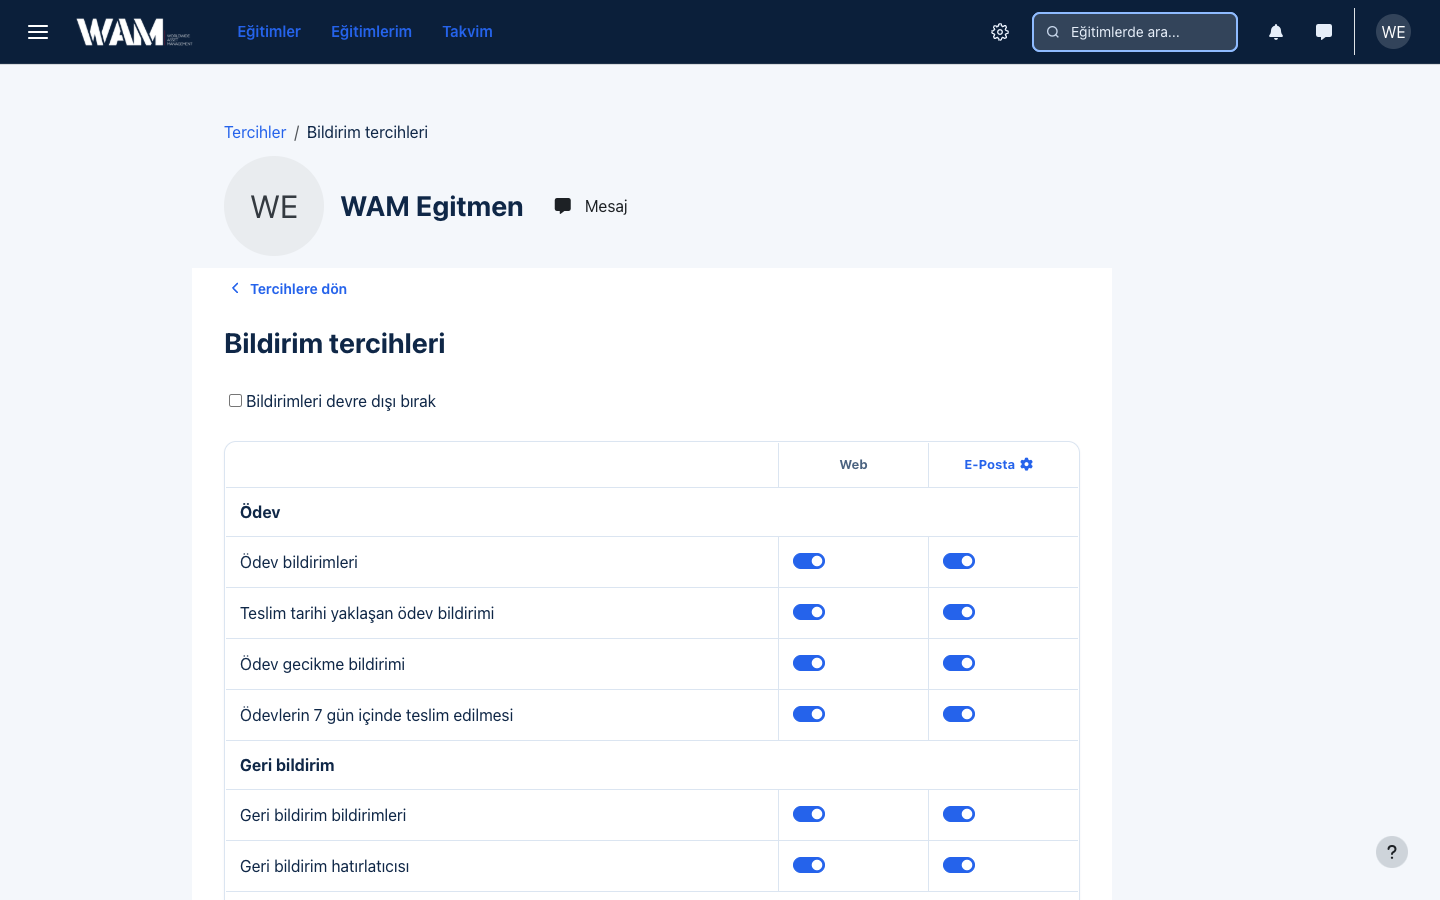 WAM
Eğitimler
Eğitimlerim
Takvim
Eğitimlerde ara...
WE
Tercihler / Bildirim tercihleri
WE
WAM Egitmen
Mesaj
Tercihlere dön
Bildirim tercihleri
Bildirimleri devre dışı bırak
Web
E-Posta
Ödev
Ödev bildirimleri
Teslim tarihi yaklaşan ödev bildirimi
Ödev gecikme bildirimi
Ödevlerin 7 gün içinde teslim edilmesi
Geri bildirim
Geri bildirim bildirimleri
Geri bildirim hatırlatıcısı
?